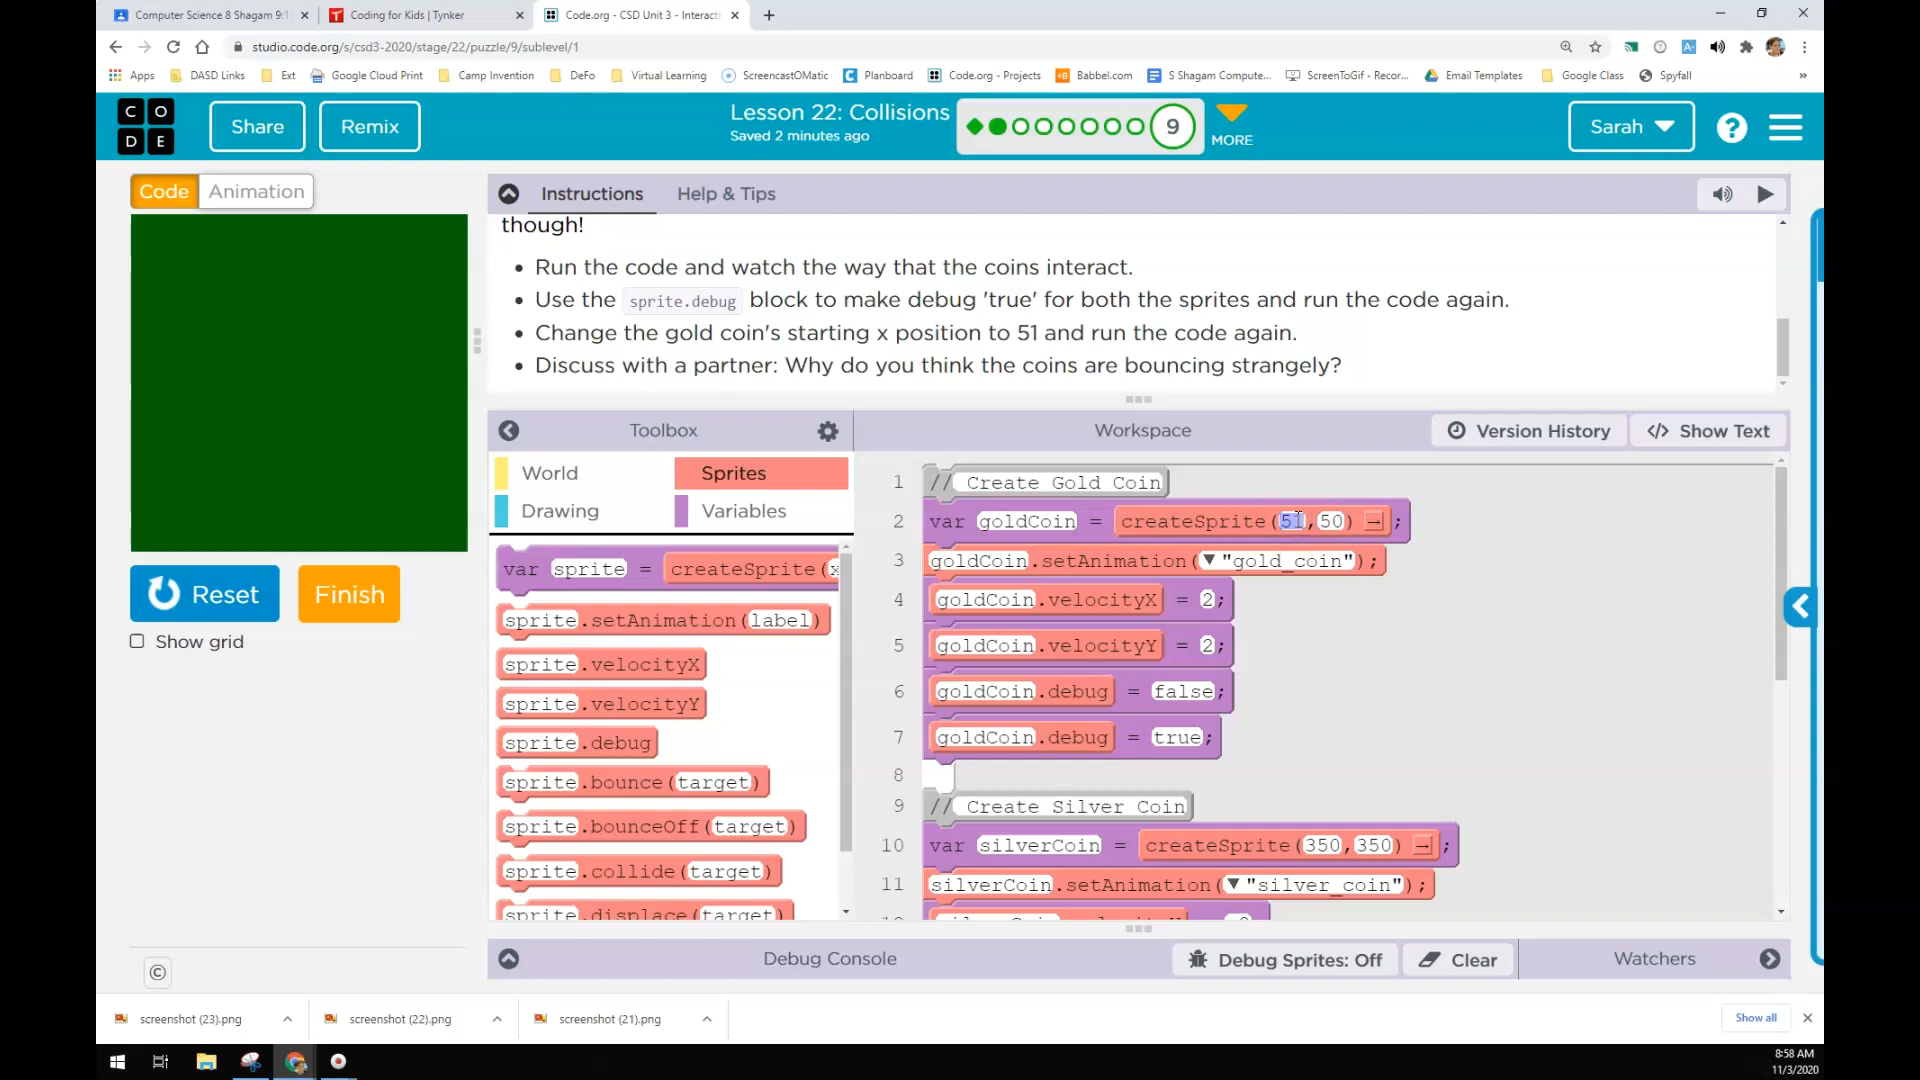 Computer Science 8 Shagam 9:1
Coding for Kids | Tynker
Code.org - CSD Unit 3 - Interacti
studio.code.org/s/csd3-2020/stage/22/puzzle/9/sublevel/1
Apps DASD Links Ext Google Cloud Print Camp Invention DeFo Virtual Learning ScreencastOMatic Planboard Code.org - Projects Babbel.com S Shagam Compute... ScreenToGif - Recor... Email Templates Google Class Spyfall
C O
D E
Share
Remix
Lesson 22: Collisions
Saved 2 minutes ago
9
MORE
Sarah
?
Code Animation
Instructions
Help & Tips
though!
• Run the code and watch the way that the coins interact.
• Use the sprite.debug block to make debug 'true' for both the sprites and run the code again.
• Change the gold coin's starting x position to 51 and run the code again.
• Discuss with a partner: Why do you think the coins are bouncing strangely?
Reset
Finish
Show grid
©
Toolbox
Workspace
Version History
</> Show Text
World
Sprites
Drawing
Variables
var sprite = createSprite(x
sprite.setAnimation(label)
sprite.velocityX
sprite.velocityY
sprite.debug
sprite.bounce(target)
sprite.bounceOff(target)
sprite.collide(target)
sprite.displace(target)
1 // Create Gold Coin
2 var goldCoin = createSprite(51,50) → ;
3 goldCoin.setAnimation(▼ "gold_coin");
4 goldCoin.velocityX = 2;
5 goldCoin.velocityY = 2;
6 goldCoin.debug = false;
7 goldCoin.debug = true;
8
9 // Create Silver Coin
10 var silverCoin = createSprite(350,350) → ;
11 silverCoin.setAnimation(▼ "silver_coin");
Debug Console
Debug Sprites: Off
Clear
Watchers
screenshot (23).png
screenshot (22).png
screenshot (21).png
Show all
8:58 AM
11/3/2020